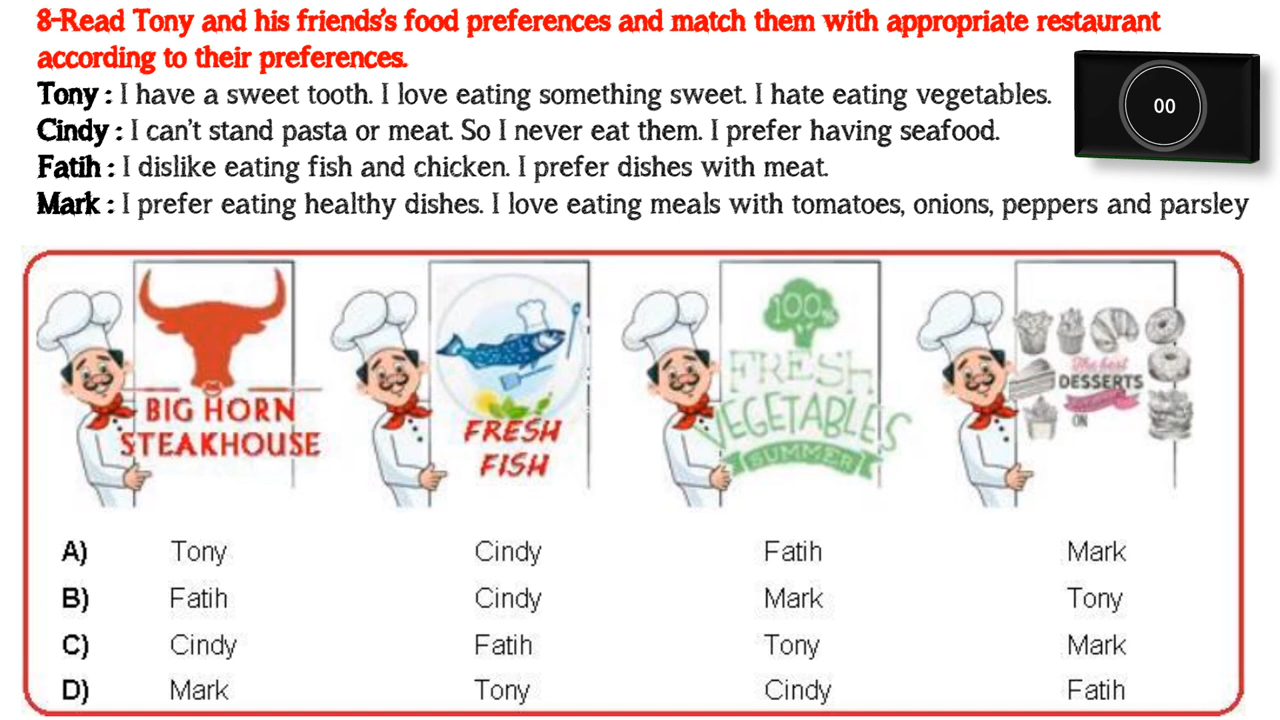 8-Read Tony and his friends's food preferences and match them with appropriate restaurant
according to their preferences.
Tony : I have a sweet tooth. I love eating something sweet. I hate eating vegetables.
00
Cindy : I can't stand pasta or meat. So I never eat them. I prefer having seafood.
Fatih : I dislike eating fish and chicken. I prefer dishes with meat.
Mark : I prefer eating healthy dishes. I love eating meals with tomatoes, onions, peppers and parsley
BIG HORN
STEAKHOUSE
FRESH
FISH
100%
FRESH
VEGETABLES
SUMMER
The best
DESSERTS
ON
A) Tony Cindy Fatih Mark
B) Fatih Cindy Mark Tony
C) Cindy Fatih Tony Mark
D) Mark Tony Cindy Fatih